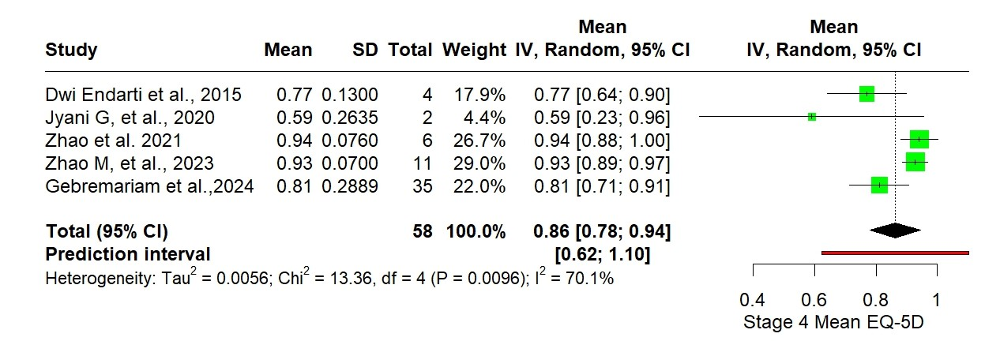 Mean Mean
Study Mean SD Total Weight IV, Random, 95% CI IV, Random, 95% CI
Dwi Endarti et al., 2015 0.77 0.1300 4 17.9% 0.77 [0.64; 0.90]
Jyani G, et al., 2020 0.59 0.2635 2 4.4% 0.59 [0.23; 0.96]
Zhao et al. 2021 0.94 0.0760 6 26.7% 0.94 [0.88; 1.00]
Zhao M, et al., 2023 0.93 0.0700 11 29.0% 0.93 [0.89; 0.97]
Gebremariam et al.,2024 0.81 0.2889 35 22.0% 0.81 [0.71; 0.91]
Total (95% CI) 58 100.0% 0.86 [0.78; 0.94]
Prediction interval [0.62; 1.10]
Heterogeneity: Tau² = 0.0056; Chi² = 13.36, df = 4 (P = 0.0096); I² = 70.1%
0.4 0.6 0.8 1
Stage 4 Mean EQ-5D